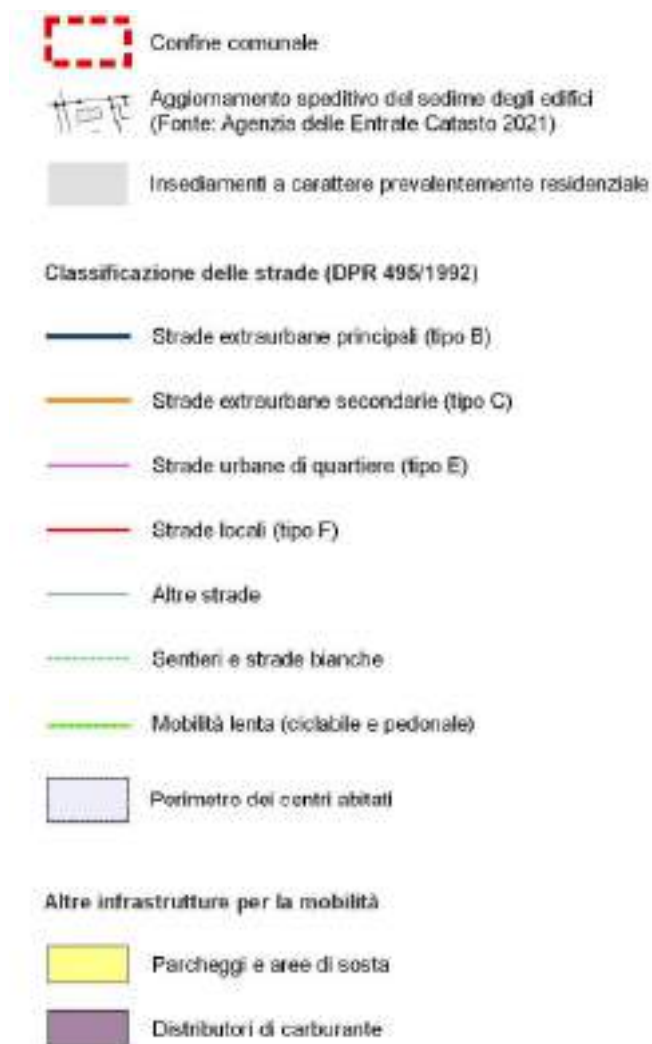 Confine comunale
Aggiornamento speditivo del sedime degli edifici
(Fonte: Agenzia delle Entrate Catasto 2021)
Insediamenti a carattere prevalentemente residenziale
Classificazione delle strade (DPR 495/1992)
Strade extraurbane principali (tipo B)
Strade extraurbane secondarie (tipo C)
Strade urbane di quartiere (tipo E)
Strade locali (tipo F)
Altre strade
Sentieri e strade bianche
Mobilità lenta (ciclabile e pedonale)
Perimetro dei centri abitati
Altre infrastrutture per la mobilità
Parcheggi e aree di sosta
Distributori di carburante